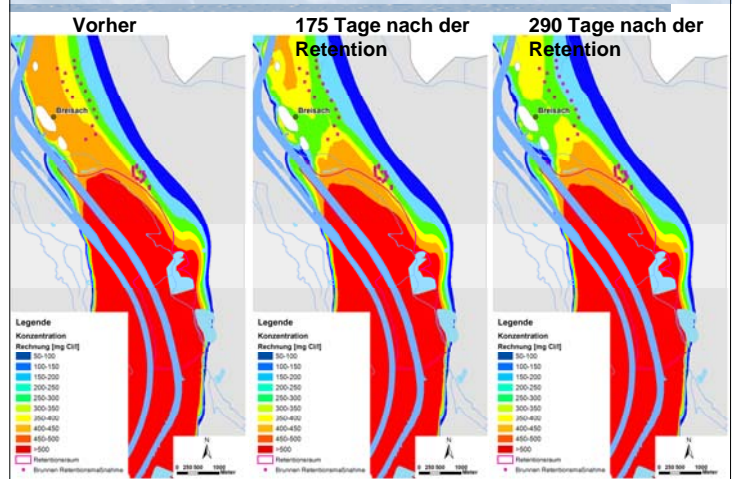 Vorher
175 Tage nach der
Retention
290 Tage nach der
Retention
Breisach
Breisach
Breisach
Legende
Konzentration
Rechnung [mg Cl/l]
50-100
100-150
150-200
200-250
250-300
300-350
350-400
400-450
450-500
>500
Retentionsraum
Brunnen Retentionsmaßnahme
N
0 250 500 1000
Meter
Legende
Konzentration
Rechnung [mg Cl/l]
50-100
100-150
150-200
200-250
250-300
300-350
350-400
400-450
450-500
>500
Retentionsraum
Brunnen Retentionsmaßnahme
N
0 250 500 1000
Meter
Legende
Konzentration
Rechnung [mg Cl/l]
50-100
100-150
150-200
200-250
250-300
300-350
350-400
400-450
450-500
>500
Retentionsraum
Brunnen Retentionsmaßnahme
N
0 250 500 1000
Meter